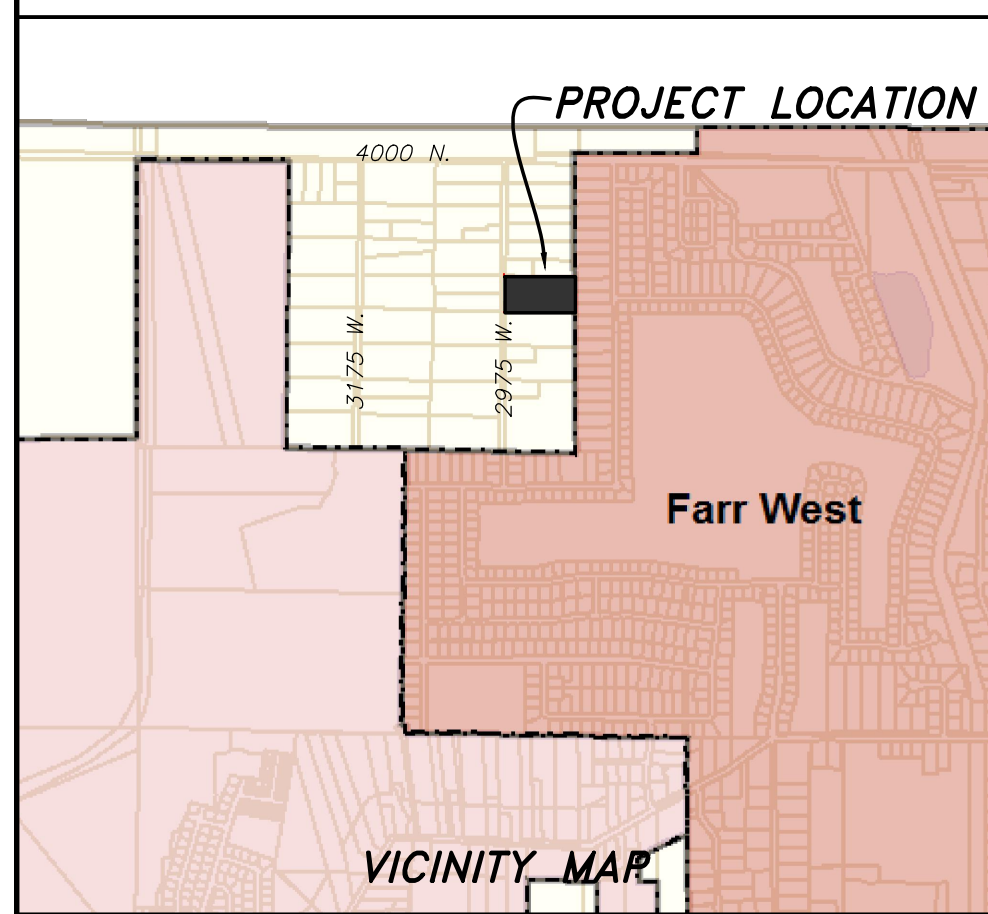 PROJECT LOCATION
4000 N.
3175 W.
2975 W.
Farr West
VICINITY MAP